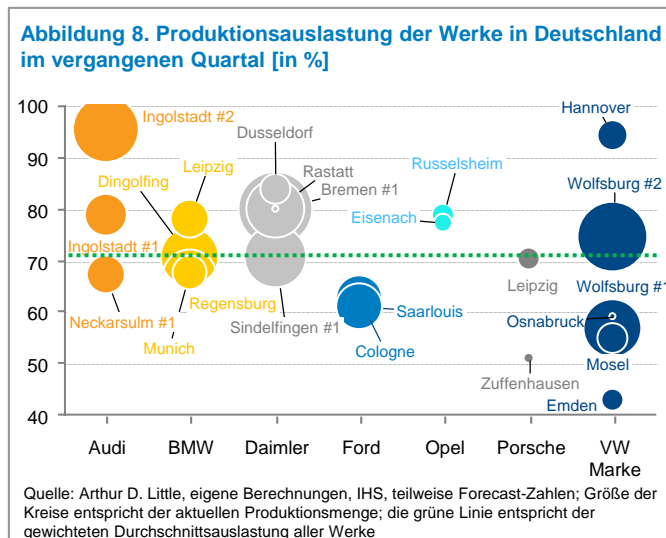 Abbildung 8. Produktionsauslastung der Werke in Deutschland
im vergangenen Quartal [in %]
100
90
80
70
60
50
40
Ingolstadt #2
Ingolstadt #1
Neckarsulm #1
Dingolfing
Leipzig
Regensburg
Munich
Dusseldorf
Rastatt
Bremen #1
Sindelfingen #1
Saarlouis
Cologne
Russelsheim
Eisenach
Leipzig
Zuffenhausen
Hannover
Wolfsburg #2
Wolfsburg #1
Osnabruck
Mosel
Emden
Audi
BMW
Daimler
Ford
Opel
Porsche
VW
Marke
Quelle: Arthur D. Little, eigene Berechnungen, IHS, teilweise Forecast-Zahlen; Größe der
Kreise entspricht der aktuellen Produktionsmenge; die grüne Linie entspricht der
gewichteten Durchschnittsauslastung aller Werke